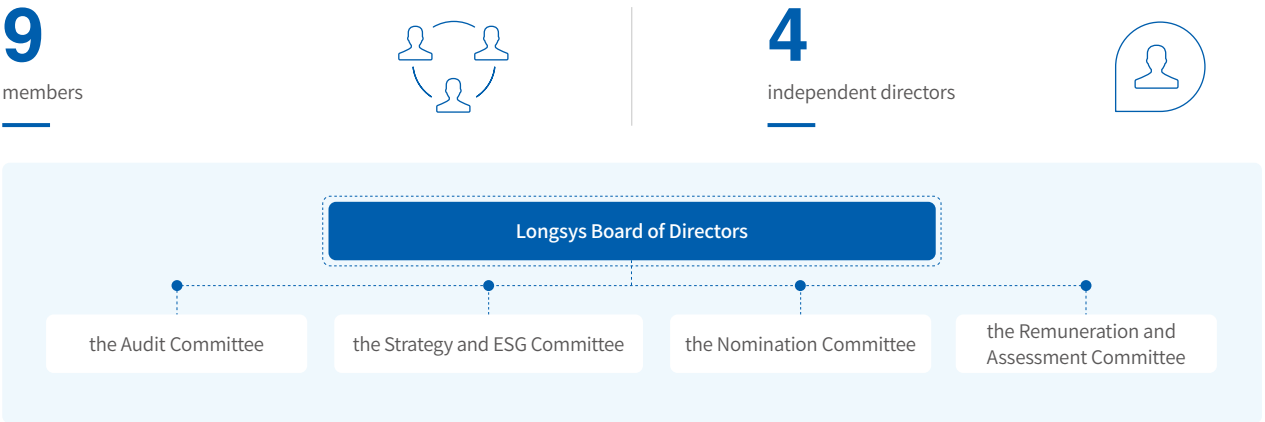 9
members
4
independent directors
Longsys Board of Directors
the Audit Committee
the Strategy and ESG Committee
the Nomination Committee
the Remuneration and
Assessment Committee